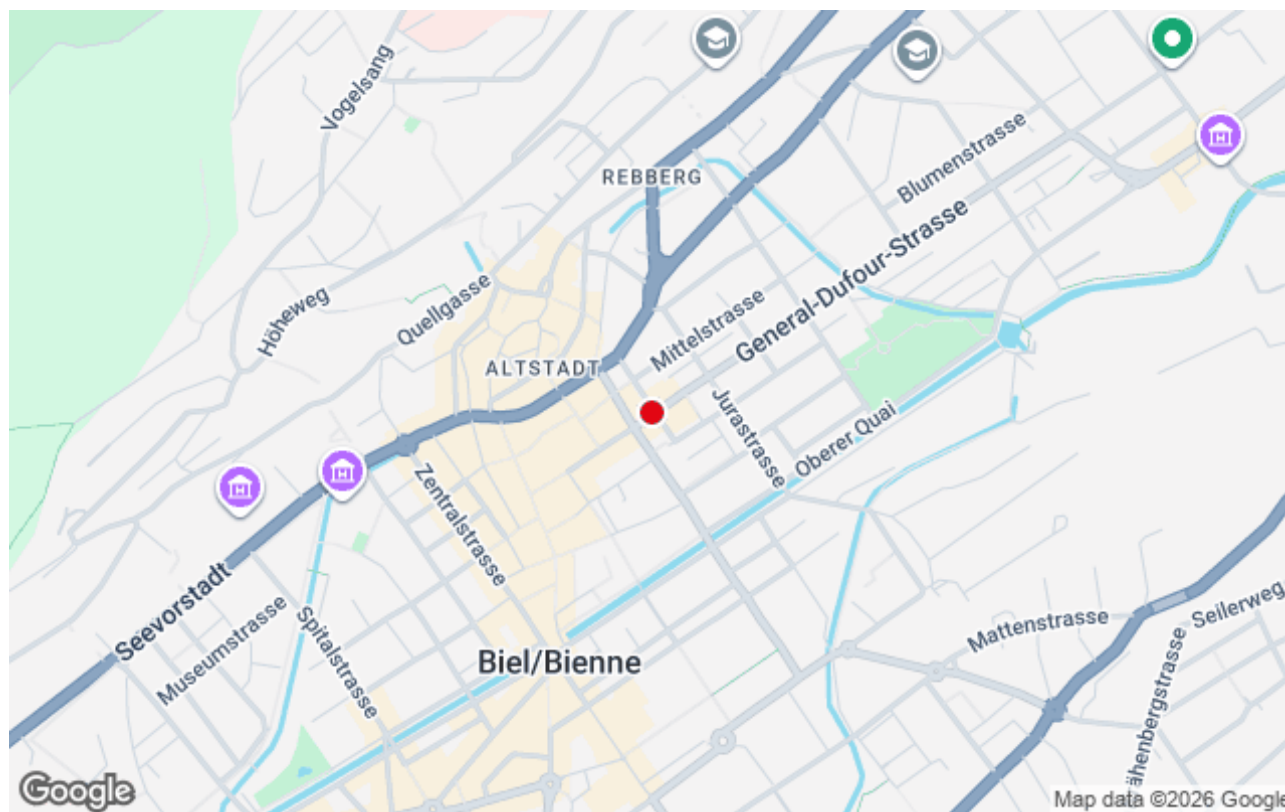 Vogelsang
REBBERG
Blumenstrasse
General-Dufour-Strasse
Höheweg
Quellgasse
Mittelstrasse
ALTSTADT
Jurastrasse
Oberer Quai
Zentralstrasse
Seevorstadt
Museumstrasse
Spitalstrasse
Biel/Bienne
Mattenstrasse
Seilerweg
ähenbergstrasse
Google
Map data ©2026 Google